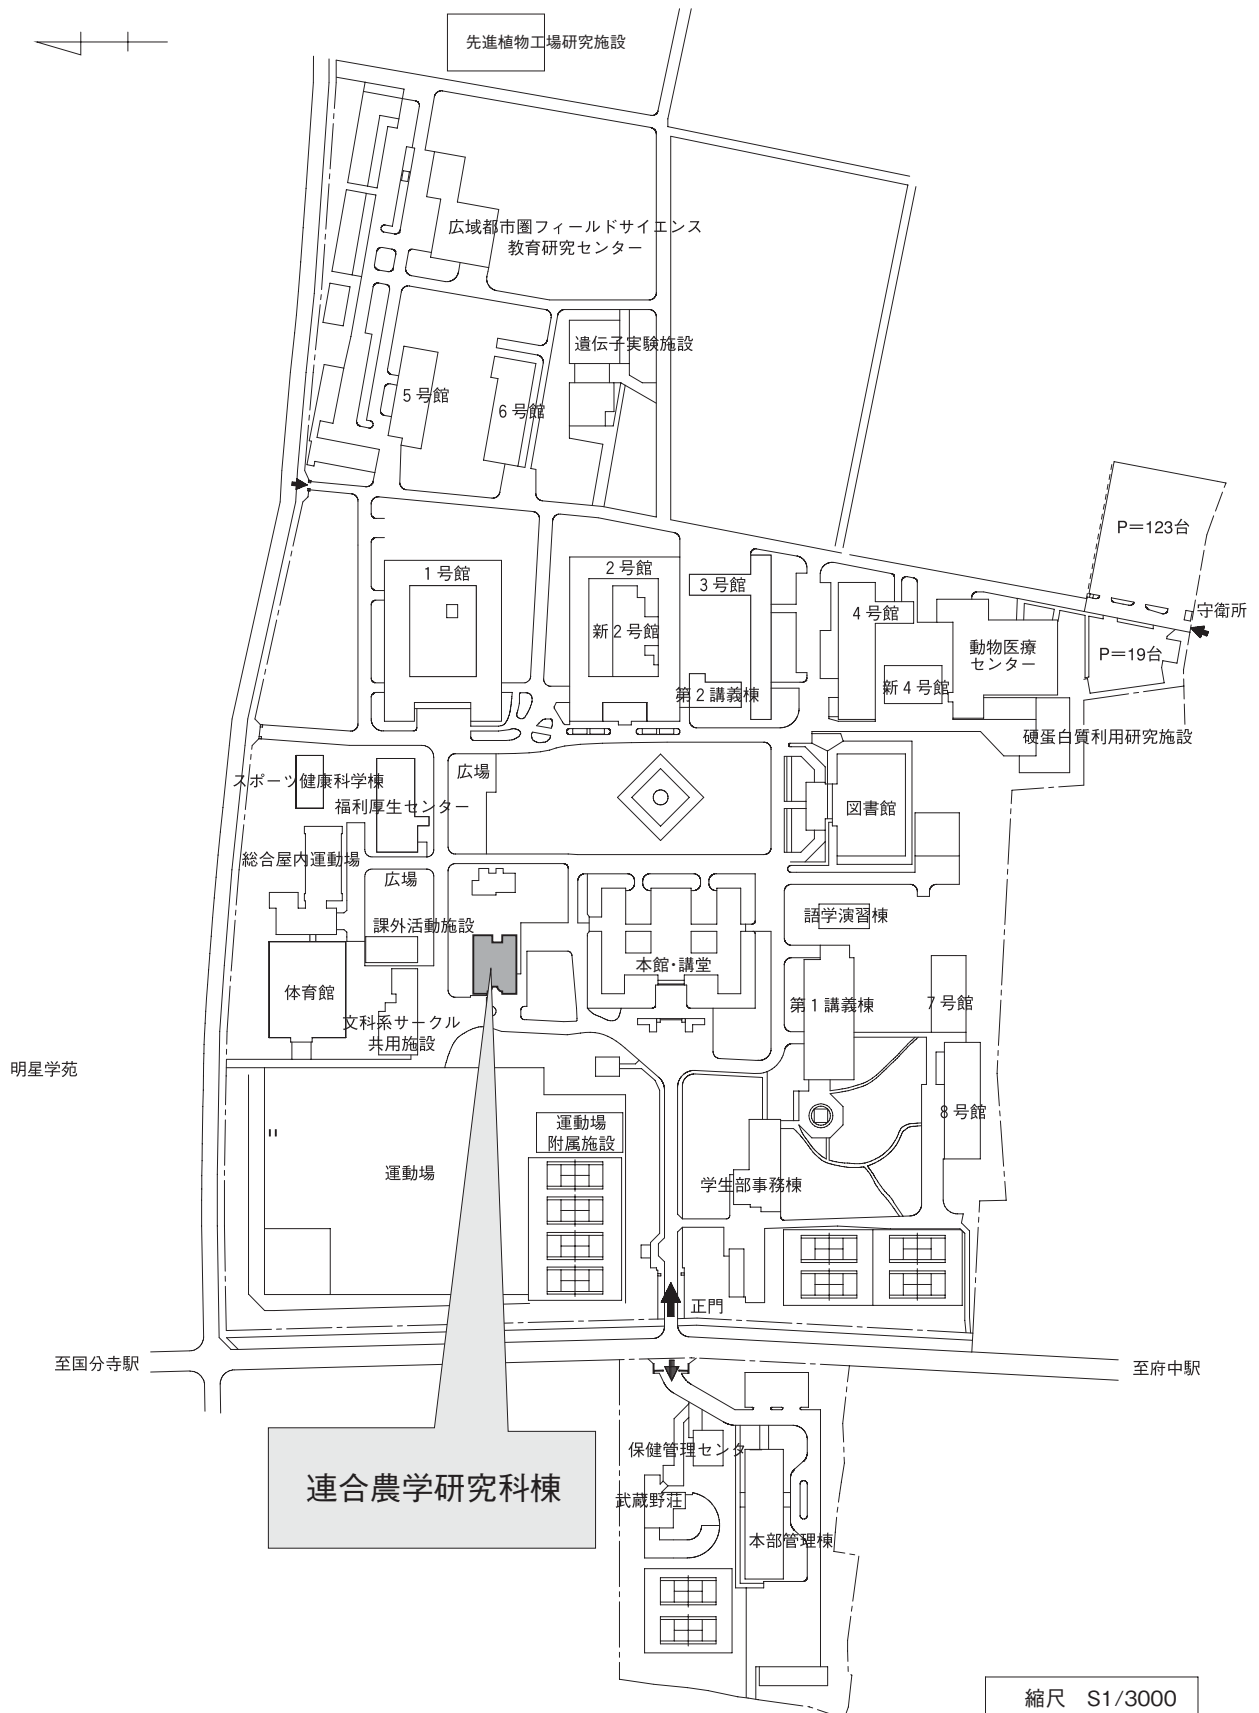 先進植物工場研究施設
広域都市圏フィールドサイエンス
教育研究センター
遺伝子実験施設
5号館
6号館
P＝123台
守衛所
P＝19台
1号館
2号館
新2号館
3号館
4号館
動物医療
センター
新4号館
第2講義棟
硬蛋白質利用研究施設
スポーツ健康科学棟
福利厚生センター
広場
図書館
総合屋内運動場
広場
課外活動施設
語学演習棟
本館・講堂
体育館
文科系サークル
共用施設
第1講義棟
7号館
明星学苑
8号館
運動場
附属施設
運動場
学生部事務棟
正門
至国分寺駅
至府中駅
保健管理センター
連合農学研究科棟
武蔵野荘
本部管理棟
縮尺　S1/3000